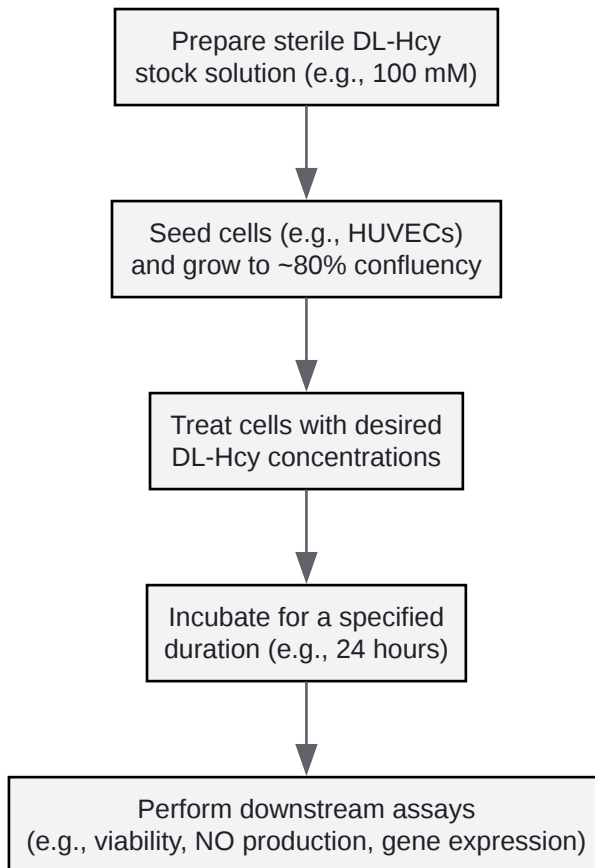 Prepare sterile DL-Hcy
stock solution (e.g., 100 mM)
Seed cells (e.g., HUVECs)
and grow to ~80% confluency
Treat cells with desired
DL-Hcy concentrations
Incubate for a specified
duration (e.g., 24 hours)
Perform downstream assays
(e.g., viability, NO production, gene expression)